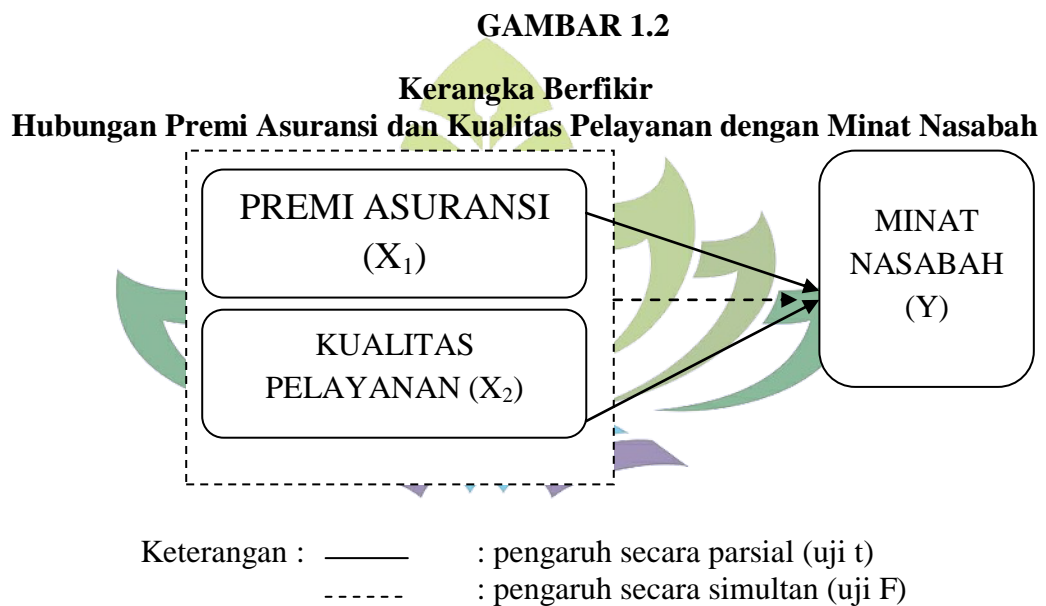 GAMBAR 1.2
Kerangka Berfikir
Hubungan Premi Asuransi dan Kualitas Pelayanan dengan Minat Nasabah
PREMI ASURANSI
(X₁)
KUALITAS
PELAYANAN (X₂)
MINAT
NASABAH
(Y)
Keterangan : : pengaruh secara parsial (uji t)
: pengaruh secara simultan (uji F)